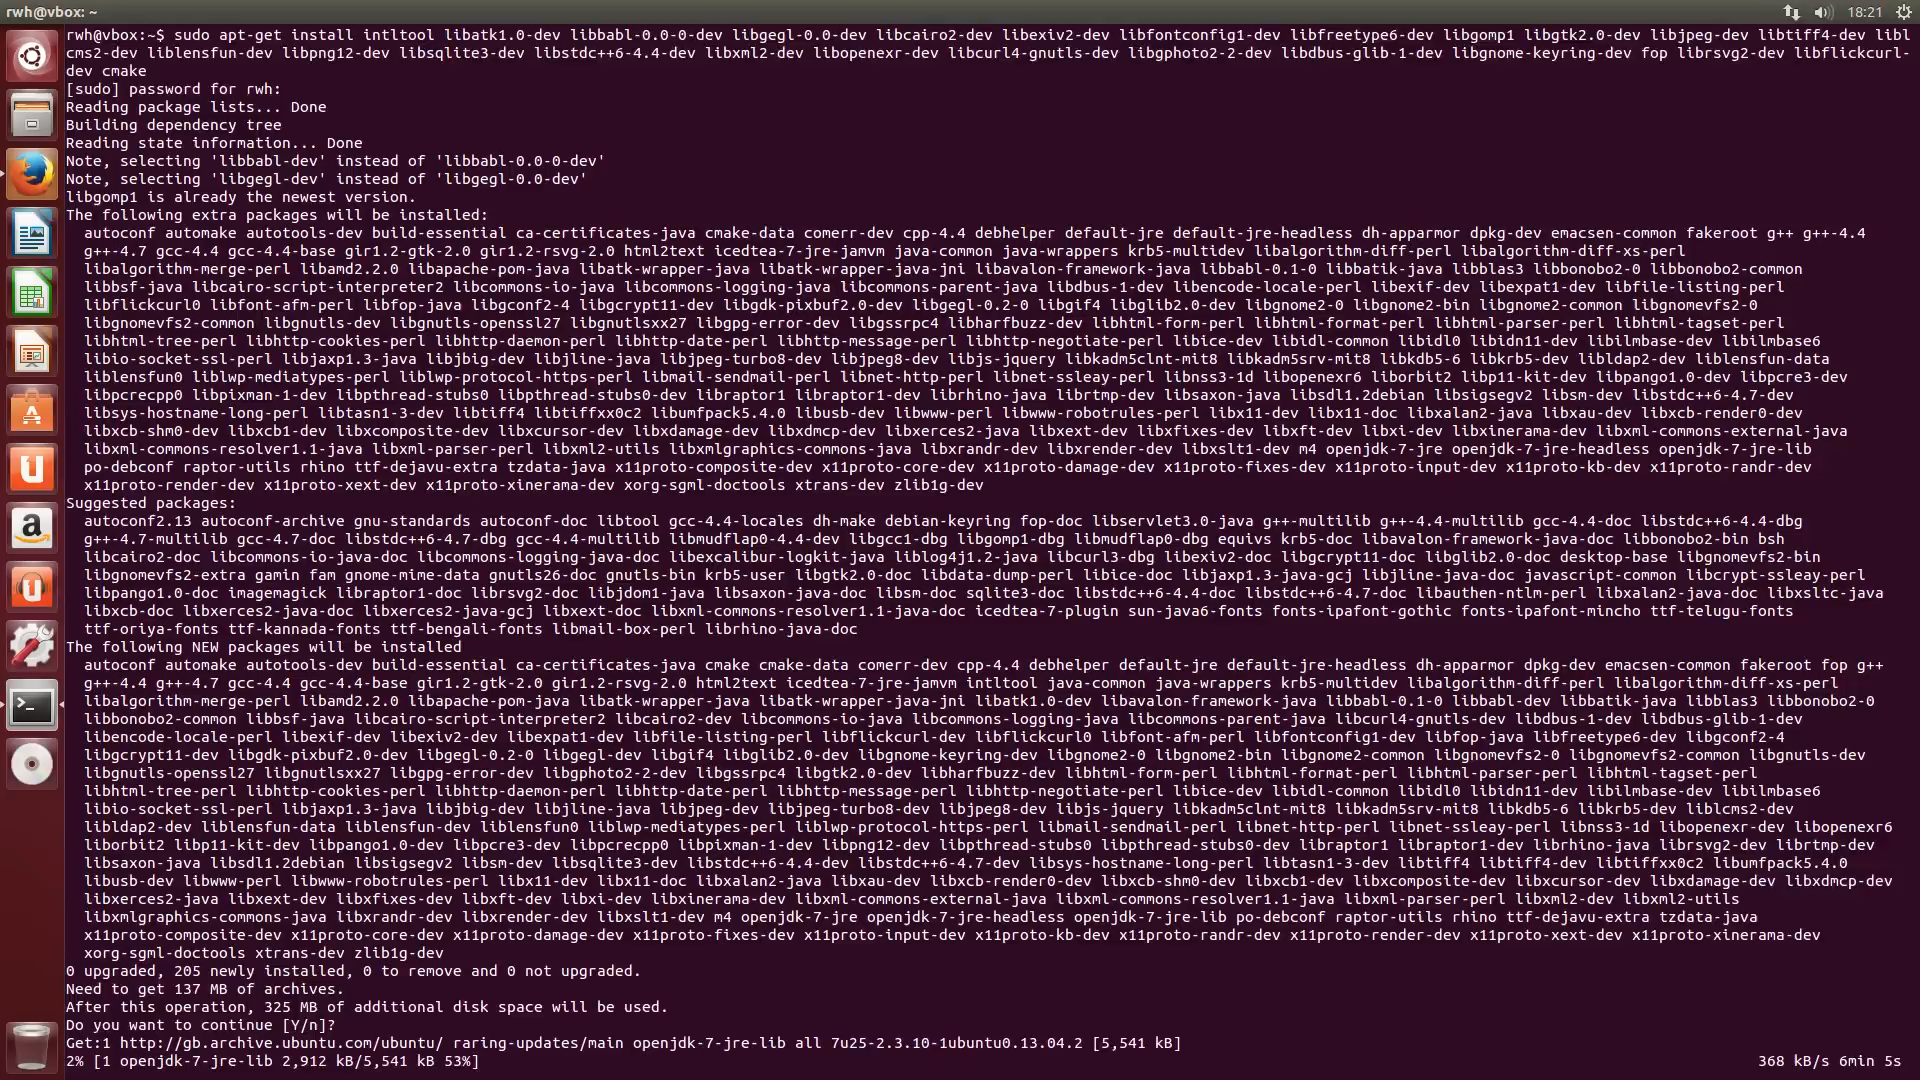 rwh@vbox: ~
18:21
rwh@vbox:~$ sudo apt-get install intltool libatk1.0-dev libbabl-0.0-0-dev libgegl-0.0-dev libcairo2-dev libexiv2-dev libfontconfig1-dev libfreetype6-dev libgomp1 libgtk2.0-dev libjpeg-dev libtiff4-dev libl
cms2-dev liblensfun-dev libpng12-dev libsqlite3-dev libstdc++6-4.4-dev libxml2-dev libopenexr-dev libcurl4-gnutls-dev libgphoto2-2-dev libdbus-glib-1-dev libgnome-keyring-dev fop librsvg2-dev libflickcurl-
dev cmake
[sudo] password for rwh:
Reading package lists... Done
Building dependency tree
Reading state information... Done
Note, selecting 'libbabl-dev' instead of 'libbabl-0.0-0-dev'
Note, selecting 'libgegl-dev' instead of 'libgegl-0.0-dev'
libgomp1 is already the newest version.
The following extra packages will be installed:
autoconf automake autotools-dev build-essential ca-certificates-java cmake-data comerr-dev cpp-4.4 debhelper default-jre default-jre-headless dh-apparmor dpkg-dev emacsen-common fakeroot g++ g++-4.4
g++-4.7 gcc-4.4 gcc-4.4-base gir1.2-gtk-2.0 gir1.2-rsvg-2.0 html2text icedtea-7-jre-jamvm java-common java-wrappers krb5-multidev libalgorithm-diff-perl libalgorithm-diff-xs-perl
libalgorithm-merge-perl libamd2.2.0 libapache-pom-java libatk-wrapper-java libatk-wrapper-java-jni libavalon-framework-java libbabl-0.1-0 libbatik-java libblas3 libbonobo2-0 libbonobo2-common
libbsf-java libcairo-script-interpreter2 libcommons-io-java libcommons-logging-java libcommons-parent-java libdbus-1-dev libencode-locale-perl libexif-dev libexpat1-dev libfile-listing-perl
libflickcurl0 libfont-afm-perl libfop-java libgconf2-4 libgcrypt11-dev libgdk-pixbuf2.0-dev libgegl-0.2-0 libgif4 libglib2.0-dev libgnome2-0 libgnome2-bin libgnome2-common libgnomevfs2-0
libgnomevfs2-common libgnutls-dev libgnutls-openssl27 libgnutlsxx27 libgpg-error-dev libgssrpc4 libharfbuzz-dev libhtml-form-perl libhtml-format-perl libhtml-parser-perl libhtml-tagset-perl
libhtml-tree-perl libhttp-cookies-perl libhttp-daemon-perl libhttp-date-perl libhttp-message-perl libhttp-negotiate-perl libice-dev libidl-common libidl0 libidn11-dev libilmbase-dev libilmbase6
libio-socket-ssl-perl libjaxp1.3-java libjbig-dev libjline-java libjpeg-turbo8-dev libjpeg8-dev libjs-jquery libkadm5clnt-mit8 libkadm5srv-mit8 libkdb5-6 libkrb5-dev libldap2-dev liblensfun-data
liblensfun0 liblwp-mediatypes-perl liblwp-protocol-https-perl libmail-sendmail-perl libnet-http-perl libnet-ssleay-perl libnss3-1d libopenexr6 liborbit2 libp11-kit-dev libpango1.0-dev libpcre3-dev
libpcrecpp0 libpixman-1-dev libpthread-stubs0 libpthread-stubs0-dev libraptor1 libraptor1-dev librhino-java librtmp-dev libsaxon-java libsdl1.2debian libsigsegv2 libsm-dev libstdc++6-4.7-dev
libsys-hostname-long-perl libtasn1-3-dev libtiff4 libtiffxx0c2 libumfpack5.4.0 libusb-dev libwww-perl libwww-robotrules-perl libx11-dev libx11-doc libxalan2-java libxau-dev libxcb-render0-dev
libxcb-shm0-dev libxcb1-dev libxcomposite-dev libxcursor-dev libxdamage-dev libxdmcp-dev libxerces2-java libxext-dev libxfixes-dev libxft-dev libxi-dev libxinerama-dev libxml-commons-external-java
libxml-commons-resolver1.1-java libxml-parser-perl libxml2-utils libxmlgraphics-commons-java libxrandr-dev libxrender-dev libxslt1-dev m4 openjdk-7-jre openjdk-7-jre-headless openjdk-7-jre-lib
po-debconf raptor-utils rhino ttf-dejavu-extra tzdata-java x11proto-composite-dev x11proto-core-dev x11proto-damage-dev x11proto-fixes-dev x11proto-input-dev x11proto-kb-dev x11proto-randr-dev
x11proto-render-dev x11proto-xext-dev x11proto-xinerama-dev xorg-sgml-doctools xtrans-dev zlib1g-dev
Suggested packages:
autoconf2.13 autoconf-archive gnu-standards autoconf-doc libtool gcc-4.4-locales dh-make debian-keyring fop-doc libservlet3.0-java g++-multilib g++-4.4-multilib gcc-4.4-doc libstdc++6-4.4-dbg
g++-4.7-multilib gcc-4.7-doc libstdc++6-4.7-dbg gcc-4.4-multilib libmudflap0-4.4-dev libgcc1-dbg libgomp1-dbg libmudflap0-dbg equivs krb5-doc libavalon-framework-java-doc libbonobo2-bin bsh
libcairo2-doc libcommons-io-java-doc libcommons-logging-java-doc libexcalibur-logkit-java liblog4j1.2-java libcurl3-dbg libexiv2-doc libgcrypt11-doc libglib2.0-doc desktop-base libgnomevfs2-bin
libgnomevfs2-extra gamin fam gnome-mime-data gnutls26-doc gnutls-bin krb5-user libgtk2.0-doc libdata-dump-perl libice-doc libjaxp1.3-java-gcj libjline-java-doc javascript-common libcrypt-ssleay-perl
libpango1.0-doc imagemagick libraptor1-doc librsvg2-doc libjdom1-java libsaxon-java-doc libsm-doc sqlite3-doc libstdc++6-4.4-doc libstdc++6-4.7-doc libauthen-ntlm-perl libxalan2-java-doc libxsltc-java
libxcb-doc libxerces2-java-doc libxerces2-java-gcj libxext-doc libxml-commons-resolver1.1-java-doc icedtea-7-plugin sun-java6-fonts fonts-ipafont-gothic fonts-ipafont-mincho ttf-telugu-fonts
ttf-oriya-fonts ttf-kannada-fonts ttf-bengali-fonts libmail-box-perl librhino-java-doc
The following NEW packages will be installed
autoconf automake autotools-dev build-essential ca-certificates-java cmake cmake-data comerr-dev cpp-4.4 debhelper default-jre default-jre-headless dh-apparmor dpkg-dev emacsen-common fakeroot fop g++
g++-4.4 g++-4.7 gcc-4.4 gcc-4.4-base gir1.2-gtk-2.0 gir1.2-rsvg-2.0 html2text icedtea-7-jre-jamvm intltool java-common java-wrappers krb5-multidev libalgorithm-diff-perl libalgorithm-diff-xs-perl
libalgorithm-merge-perl libamd2.2.0 libapache-pom-java libatk-wrapper-java libatk-wrapper-java-jni libatk1.0-dev libavalon-framework-java libbabl-0.1-0 libbabl-dev libbatik-java libblas3 libbonobo2-0
libbonobo2-common libbsf-java libcairo-script-interpreter2 libcairo2-dev libcommons-io-java libcommons-logging-java libcommons-parent-java libcurl4-gnutls-dev libdbus-1-dev libdbus-glib-1-dev
libencode-locale-perl libexif-dev libexiv2-dev libexpat1-dev libfile-listing-perl libflickcurl-dev libflickcurl0 libfont-afm-perl libfontconfig1-dev libfop-java libfreetype6-dev libgconf2-4
libgcrypt11-dev libgdk-pixbuf2.0-dev libgegl-0.2-0 libgegl-dev libgif4 libglib2.0-dev libgnome-keyring-dev libgnome2-0 libgnome2-bin libgnome2-common libgnomevfs2-0 libgnomevfs2-common libgnutls-dev
libgnutls-openssl27 libgnutlsxx27 libgpg-error-dev libgphoto2-2-dev libgssrpc4 libgtk2.0-dev libharfbuzz-dev libhtml-form-perl libhtml-format-perl libhtml-parser-perl libhtml-tagset-perl
libhtml-tree-perl libhttp-cookies-perl libhttp-daemon-perl libhttp-date-perl libhttp-message-perl libhttp-negotiate-perl libice-dev libidl-common libidl0 libidn11-dev libilmbase-dev libilmbase6
libio-socket-ssl-perl libjaxp1.3-java libjbig-dev libjline-java libjpeg-dev libjpeg-turbo8-dev libjpeg8-dev libjs-jquery libkadm5clnt-mit8 libkadm5srv-mit8 libkdb5-6 libkrb5-dev liblcms2-dev
libldap2-dev liblensfun-data liblensfun-dev liblensfun0 liblwp-mediatypes-perl liblwp-protocol-https-perl libmail-sendmail-perl libnet-http-perl libnet-ssleay-perl libnss3-1d libopenexr-dev libopenexr6
liborbit2 libp11-kit-dev libpango1.0-dev libpcre3-dev libpcrecpp0 libpixman-1-dev libpng12-dev libpthread-stubs0 libpthread-stubs0-dev libraptor1 libraptor1-dev librhino-java librsvg2-dev librtmp-dev
libsaxon-java libsdl1.2debian libsigsegv2 libsm-dev libsqlite3-dev libstdc++6-4.4-dev libstdc++6-4.7-dev libsys-hostname-long-perl libtasn1-3-dev libtiff4 libtiff4-dev libtiffxx0c2 libumfpack5.4.0
libusb-dev libwww-perl libwww-robotrules-perl libx11-dev libx11-doc libxalan2-java libxau-dev libxcb-render0-dev libxcb-shm0-dev libxcb1-dev libxcomposite-dev libxcursor-dev libxdamage-dev libxdmcp-dev
libxerces2-java libxext-dev libxfixes-dev libxft-dev libxi-dev libxinerama-dev libxml-commons-external-java libxml-commons-resolver1.1-java libxml-parser-perl libxml2-dev libxml2-utils
libxmlgraphics-commons-java libxrandr-dev libxrender-dev libxslt1-dev m4 openjdk-7-jre openjdk-7-jre-headless openjdk-7-jre-lib po-debconf raptor-utils rhino ttf-dejavu-extra tzdata-java
x11proto-composite-dev x11proto-core-dev x11proto-damage-dev x11proto-fixes-dev x11proto-input-dev x11proto-kb-dev x11proto-randr-dev x11proto-render-dev x11proto-xext-dev x11proto-xinerama-dev
xorg-sgml-doctools xtrans-dev zlib1g-dev
0 upgraded, 205 newly installed, 0 to remove and 0 not upgraded.
Need to get 137 MB of archives.
After this operation, 325 MB of additional disk space will be used.
Do you want to continue [Y/n]?
Get:1 http://gb.archive.ubuntu.com/ubuntu/ raring-updates/main openjdk-7-jre-lib all 7u25-2.3.10-1ubuntu0.13.04.2 [5,541 kB]
2% [1 openjdk-7-jre-lib 2,912 kB/5,541 kB 53%] 368 kB/s 6min 5s